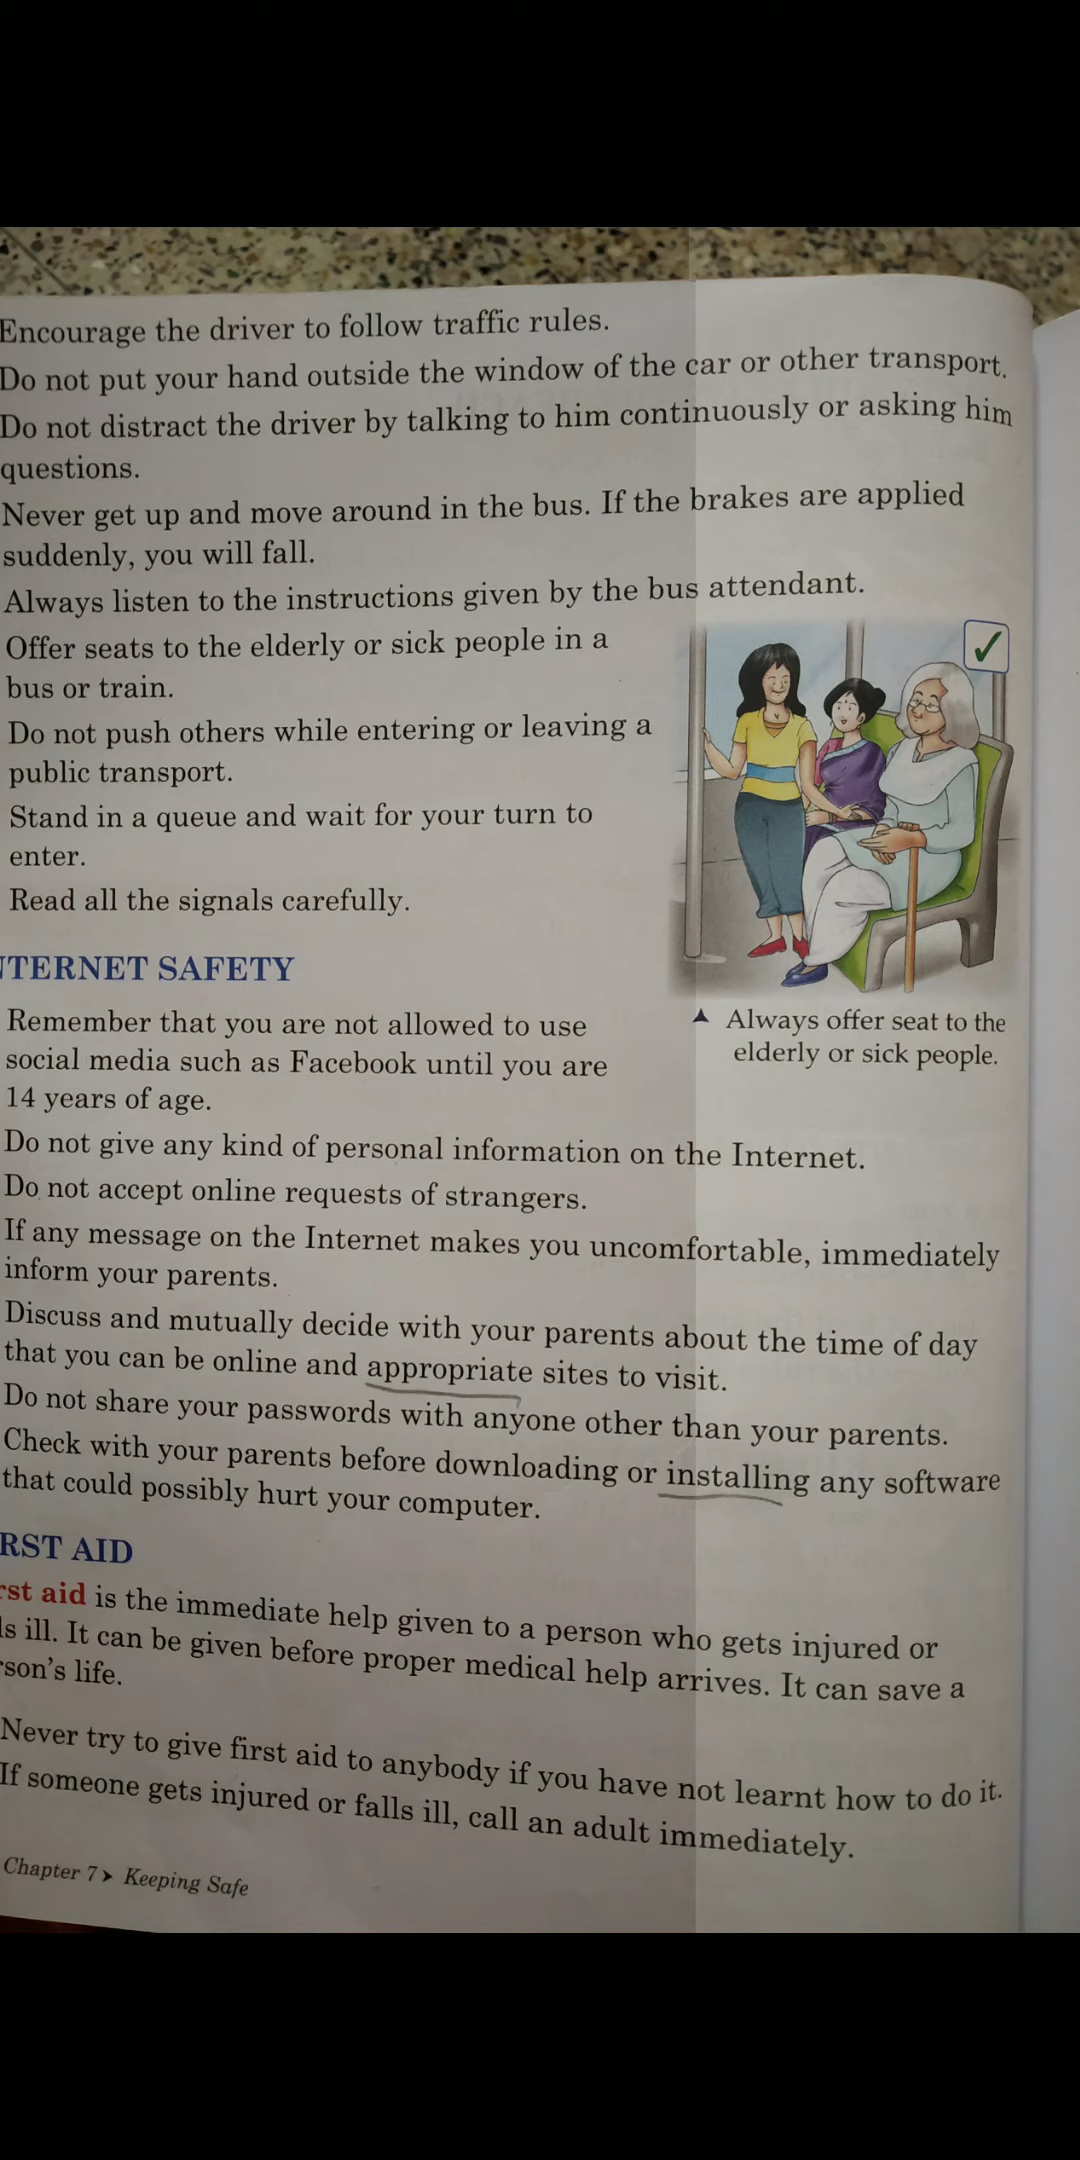 Encourage the driver to follow traffic rules.
Do not put your hand outside the window of the car or other transport.
Do not distract the driver by talking to him continuously or asking him
questions.
Never get up and move around in the bus. If the brakes are applied
suddenly, you will fall.
Always listen to the instructions given by the bus attendant.
Offer seats to the elderly or sick people in a
bus or train.
Do not push others while entering or leaving a
public transport.
Stand in a queue and wait for your turn to
enter.
Read all the signals carefully.
Always offer seat to the
elderly or sick people.
NTERNET SAFETY
Remember that you are not allowed to use
social media such as Facebook until you are
14 years of age.
Do not give any kind of personal information on the Internet.
Do not accept online requests of strangers.
If any message on the Internet makes you uncomfortable, immediately
inform your parents.
Discuss and mutually decide with your parents about the time of day
that you can be online and appropriate sites to visit.
Do not share your passwords with anyone other than your parents.
Check with your parents before downloading or installing any software
that could possibly hurt your computer.
RST AID
rst aid is the immediate help given to a person who gets injured or
ls ill. It can be given before proper medical help arrives. It can save a
rson's life.
Never try to give first aid to anybody if you have not learnt how to do it.
If someone gets injured or falls ill, call an adult immediately.
Chapter 7 ➤ Keeping Safe